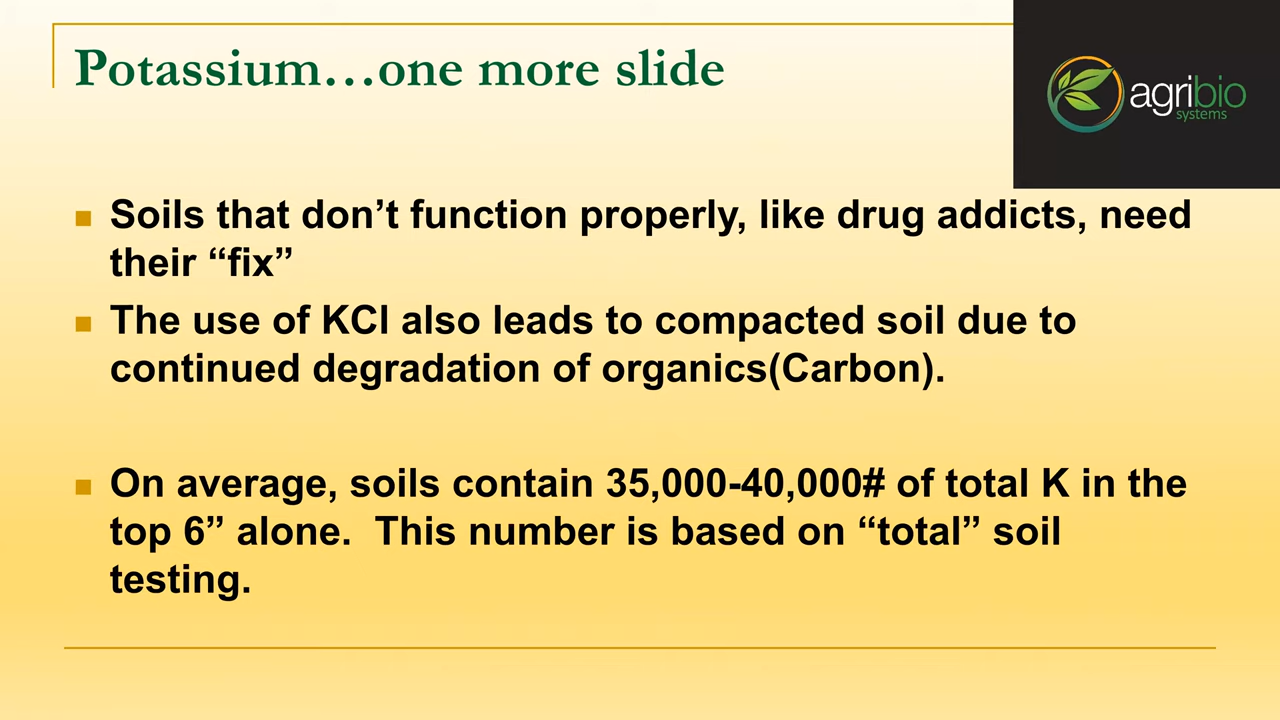 Potassium…one more slide
agribio
systems
Soils that don’t function properly, like drug addicts, need
their “fix”
The use of KCl also leads to compacted soil due to
continued degradation of organics(Carbon).
On average, soils contain 35,000-40,000# of total K in the
top 6” alone.  This number is based on “total” soil
testing.